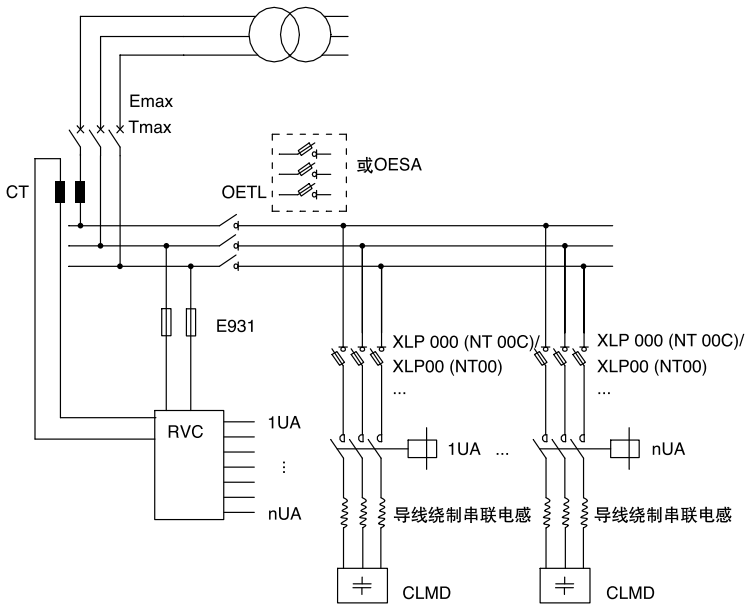 Emax
Tmax
CT
OETL
或OESA
E931
XLP 000 (NT 00C)/
XLP00 (NT00)
...
XLP 000 (NT 00C)/
XLP00 (NT00)
...
RVC
1UA
...
nUA
1UA ...
nUA
导线绕制串联电感
导线绕制串联电感
CLMD
CLMD